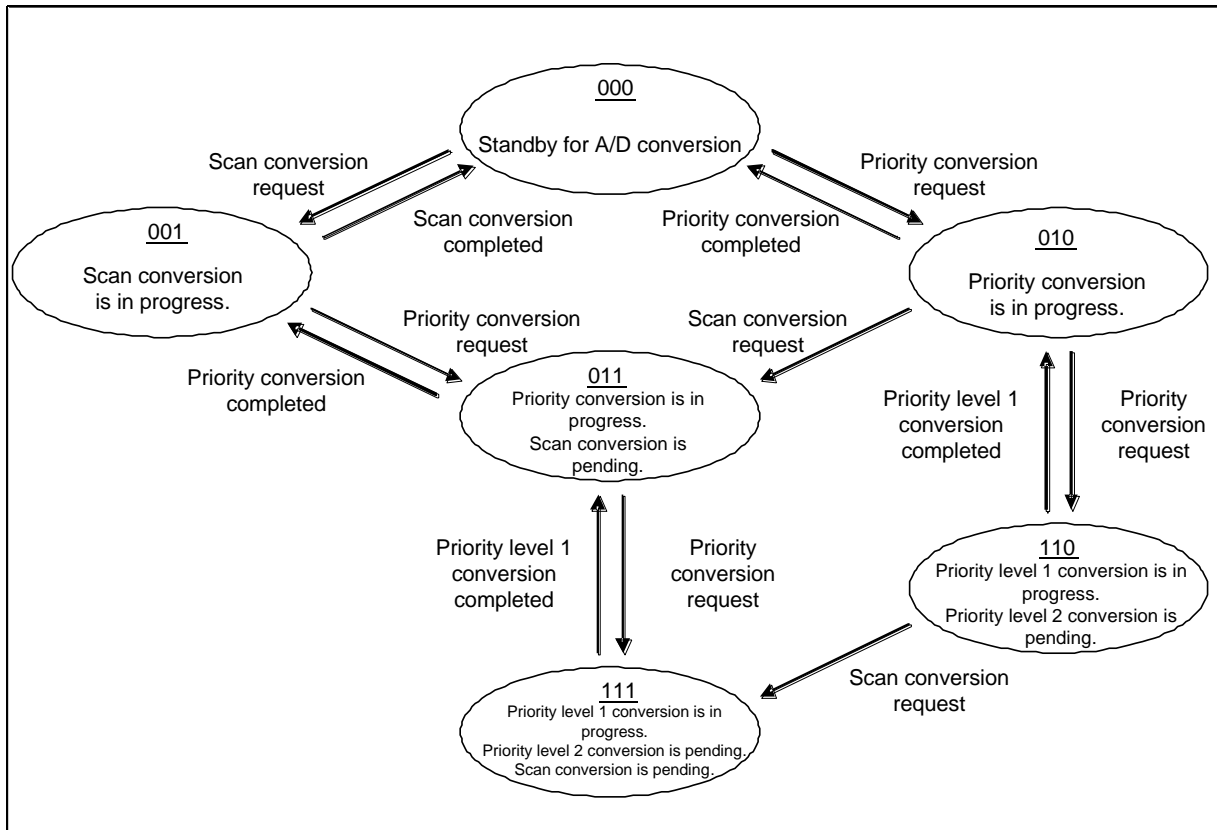 000
Standby for A/D conversion
Scan conversion
request
Priority conversion
request
Scan conversion
completed
Priority conversion
completed
001
Scan conversion
is in progress.
010
Priority conversion
is in progress.
Priority conversion
request
Scan conversion
request
Priority conversion
completed
011
Priority conversion is in
progress.
Scan conversion is
pending.
Priority level 1
conversion
completed
Priority
conversion
request
Priority level 1
conversion
completed
Priority
conversion
request
110
Priority level 1 conversion is in
progress.
Priority level 2 conversion is
pending.
Scan conversion
request
111
Priority level 1 conversion is in
progress.
Priority level 2 conversion is pending.
Scan conversion is pending.